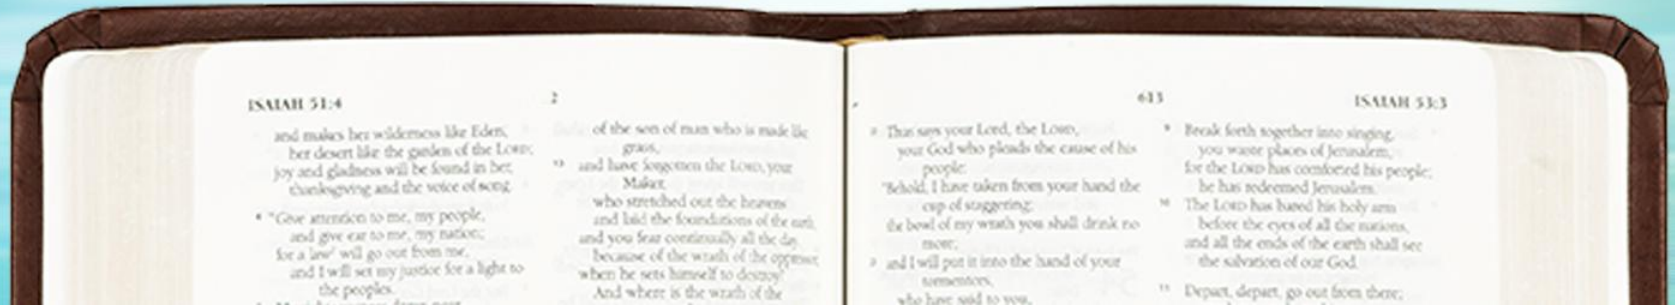 ISAIAH 51:4
2
and makes her wilderness like Eden,
her desert like the garden of the LORD;
joy and gladness will be found in her,
thanksgiving and the voice of song.
4 "Give attention to me, my people,
and give ear to me, my nation;
for a law will go out from me,
and I will set my justice for a light to
the peoples.
of the son of man who is made like
grass,
13 and have forgotten the LORD, your
Maker,
who stretched out the heavens
and laid the foundations of the earth,
and you fear continually all the day
because of the wrath of the oppressor,
when he sets himself to destroy?
And where is the wrath of the
613
ISAIAH 53:3
Thus says your Lord, the LORD,
your God who pleads the cause of his
people:
"Behold, I have taken from your hand the
cup of staggering;
the bowl of my wrath you shall drink no
more;
and I will put it into the hand of your
tormentors,
who have said to you,
9 Break forth together into singing,
you waste places of Jerusalem,
for the LORD has comforted his people;
he has redeemed Jerusalem.
10 The LORD has bared his holy arm
before the eyes of all the nations,
and all the ends of the earth shall see
the salvation of our God.
11 Depart, depart, go out from there;